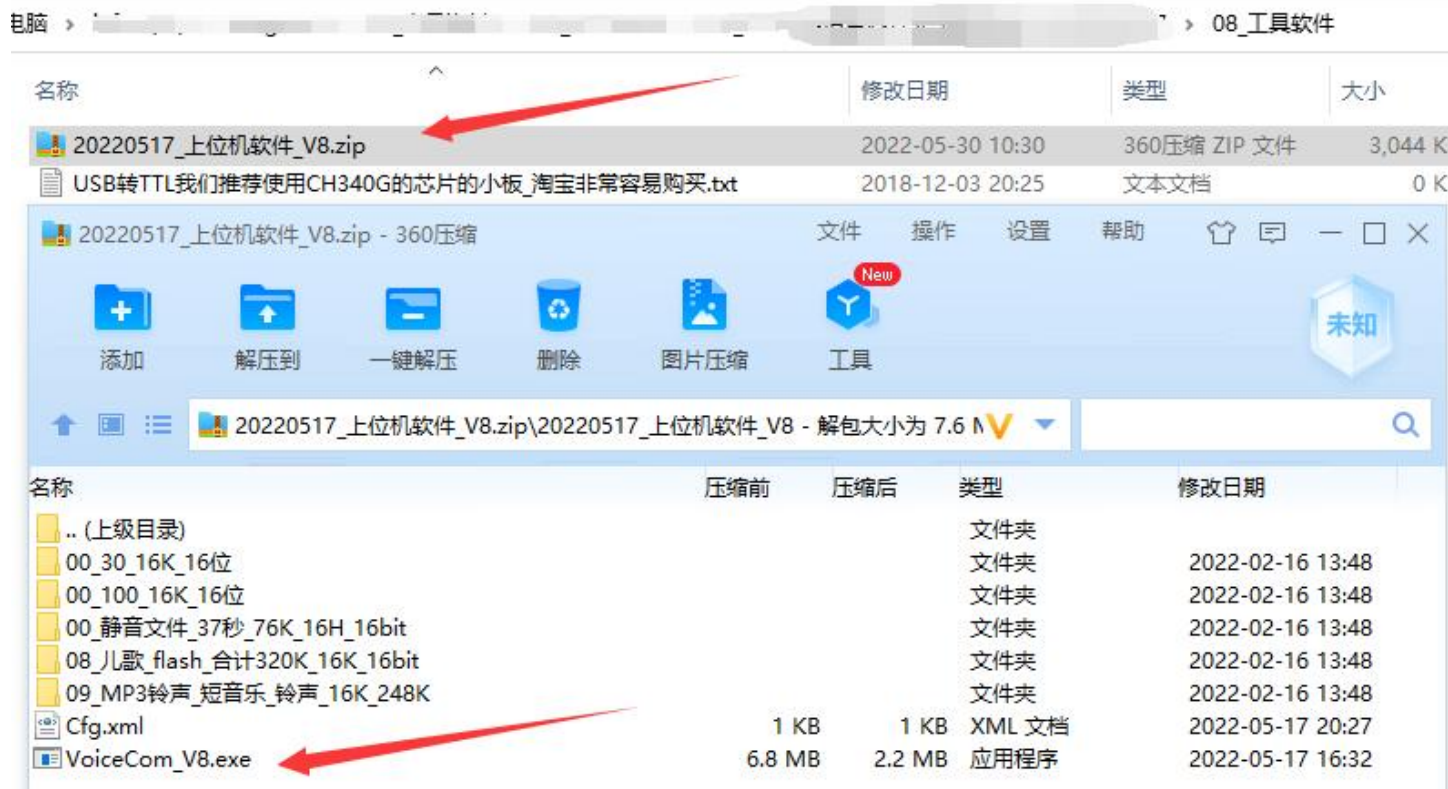 电脑 › › 08_工具软件
名称 修改日期 类型 大小
20220517_上位机软件_V8.zip 2022-05-30 10:30 360压缩 ZIP 文件 3,044 K
USB转TTL我们推荐使用CH340G的芯片的小板_淘宝非常容易购买.txt 2018-12-03 20:25 文本文档 0 K
20220517_上位机软件_V8.zip - 360压缩 文件 操作 设置 帮助
New
添加 解压到 一键解压 删除 图片压缩 工具 未知
20220517_上位机软件_V8.zip\20220517_上位机软件_V8 - 解包大小为 7.6 M
名称 压缩前 压缩后 类型 修改日期
.. (上级目录) 文件夹
00_30_16K_16位 文件夹 2022-02-16 13:48
00_100_16K_16位 文件夹 2022-02-16 13:48
00_静音文件_37秒_76K_16H_16bit 文件夹 2022-02-16 13:48
08_儿歌_flash_合计320K_16K_16bit 文件夹 2022-02-16 13:48
09_MP3铃声_短音乐_铃声_16K_248K 文件夹 2022-02-16 13:48
Cfg.xml 1 KB 1 KB XML 文档 2022-05-17 20:27
VoiceCom_V8.exe 6.8 MB 2.2 MB 应用程序 2022-05-17 16:32